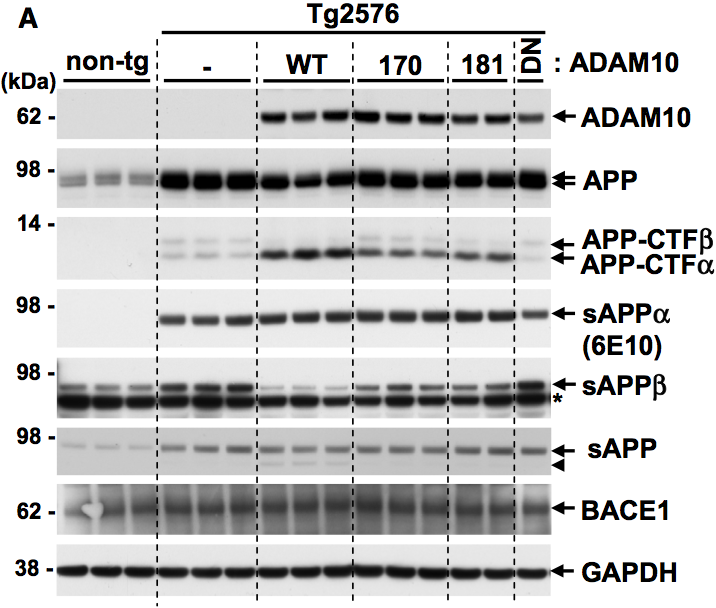 A
Tg2576
non-tg - WT 170 181 DN : ADAM10
(kDa)
62 - ADAM10
98 - APP
14 -
APP-CTFβ
APP-CTFα
98 - sAPPα
(6E10)
98 - sAPPβ
*
98 - sAPP
62 - BACE1
38 - GAPDH